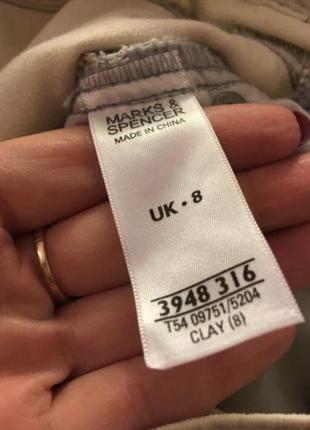 MARKS &
SPENCER
MADE IN CHINA
UK • 8
3948 316
T54 09751/5204
CLAY (8)